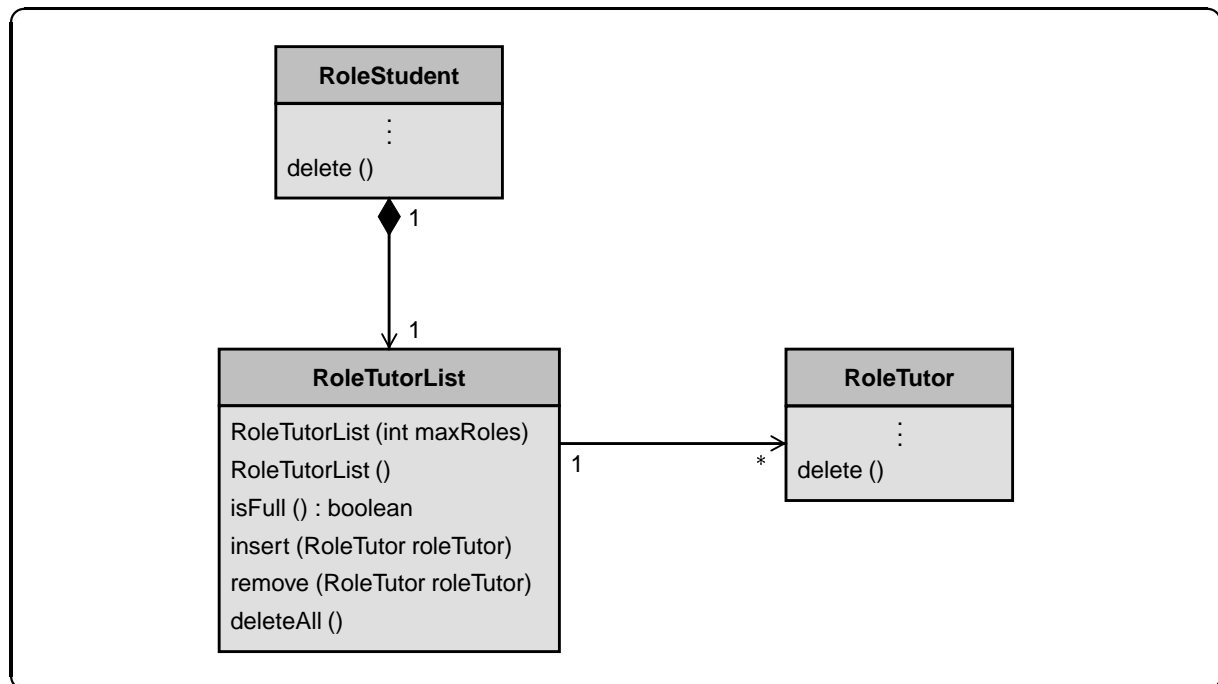 RoleStudent
⋮
delete ()
1
1
RoleTutorList
RoleTutorList (int maxRoles)
RoleTutorList ()
isFull () : boolean
insert (RoleTutor roleTutor)
remove (RoleTutor roleTutor)
deleteAll ()
1
*
RoleTutor
⋮
delete ()